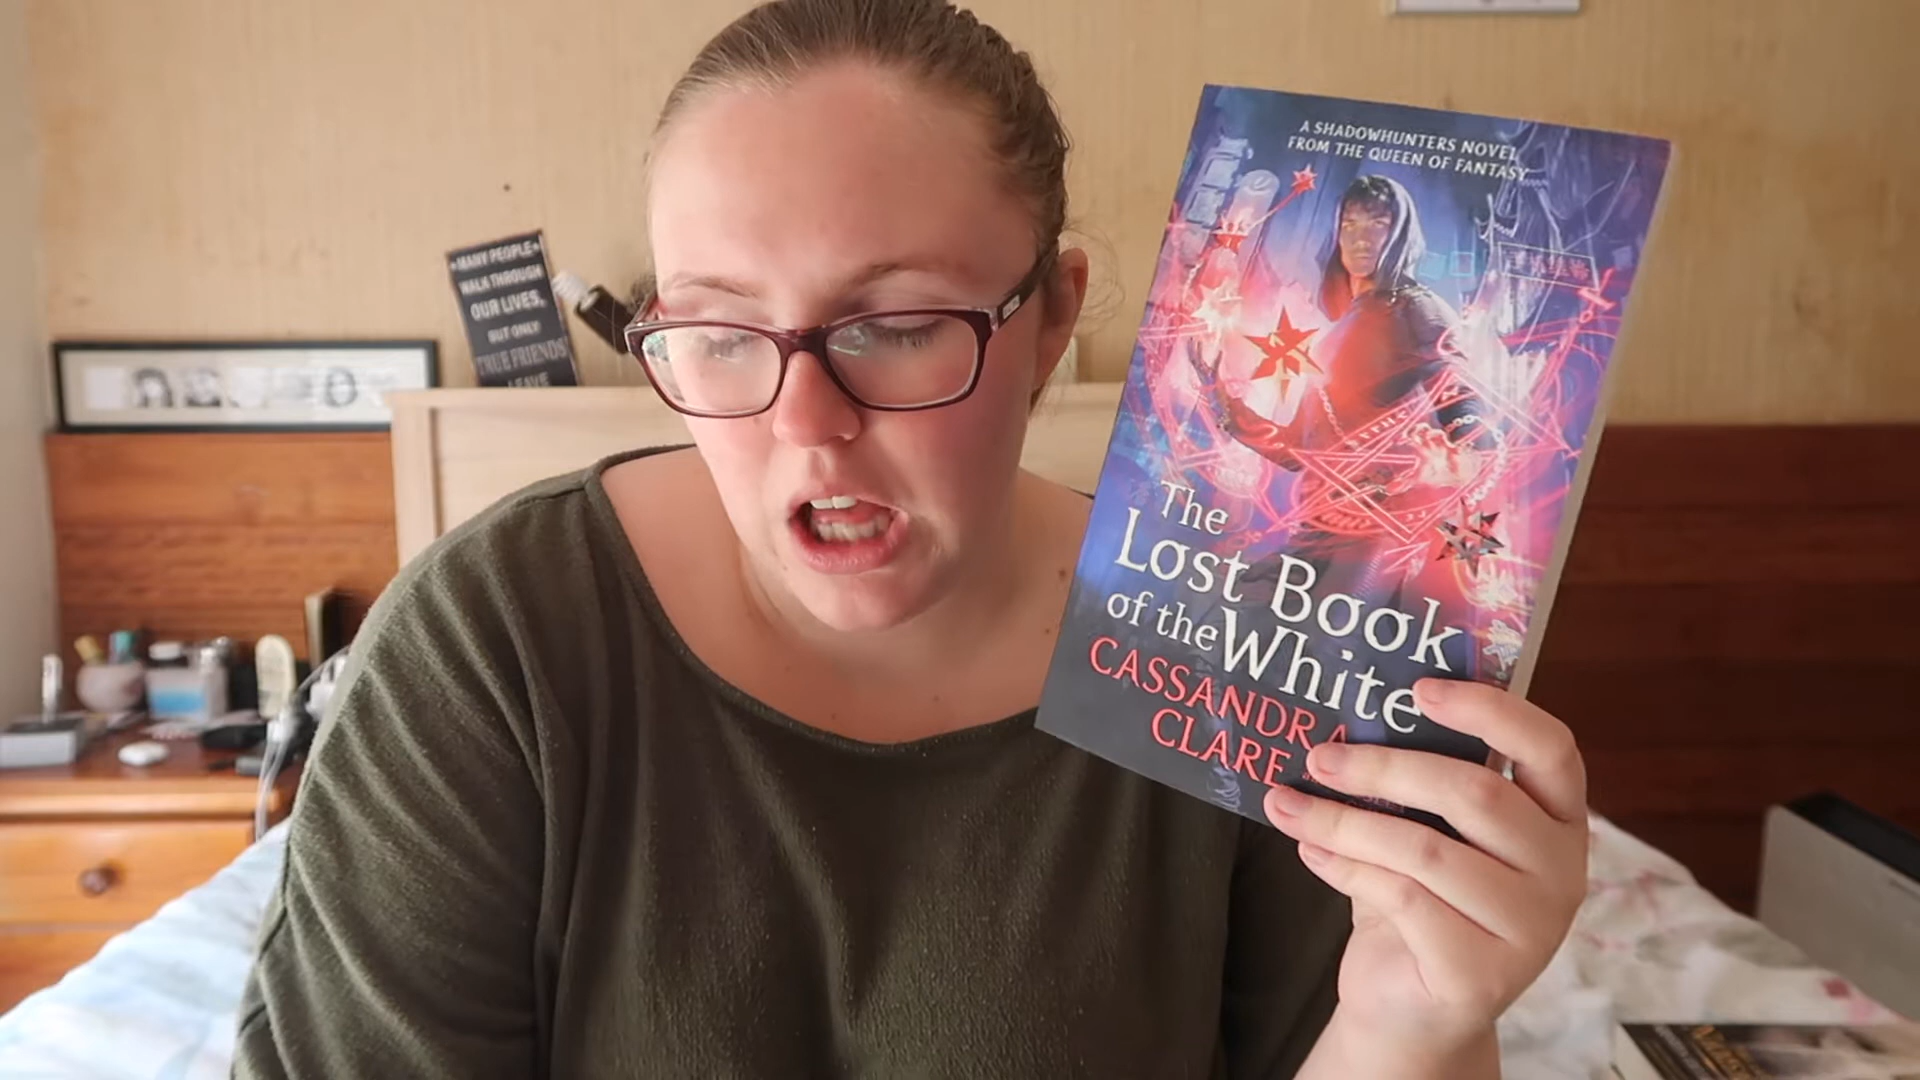 MANY PEOPLE
WALK THROUGH
OUR LIVES,
BUT ONLY
TRUE FRIENDS
LEAVE
A SHADOWHUNTERS NOVEL
FROM THE QUEEN OF FANTASY
The
Lost Book
of the White
CASSANDRA
CLARE